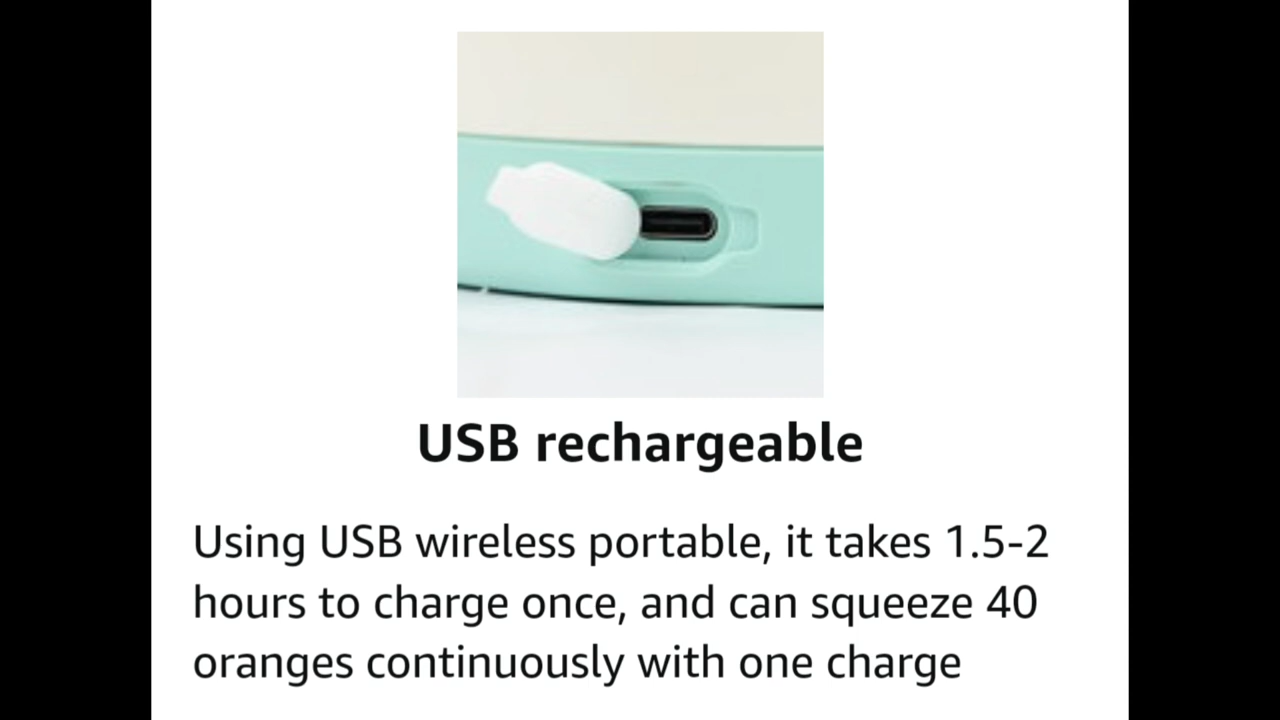 USB rechargeable
Using USB wireless portable, it takes 1.5-2
hours to charge once, and can squeeze 40
oranges continuously with one charge